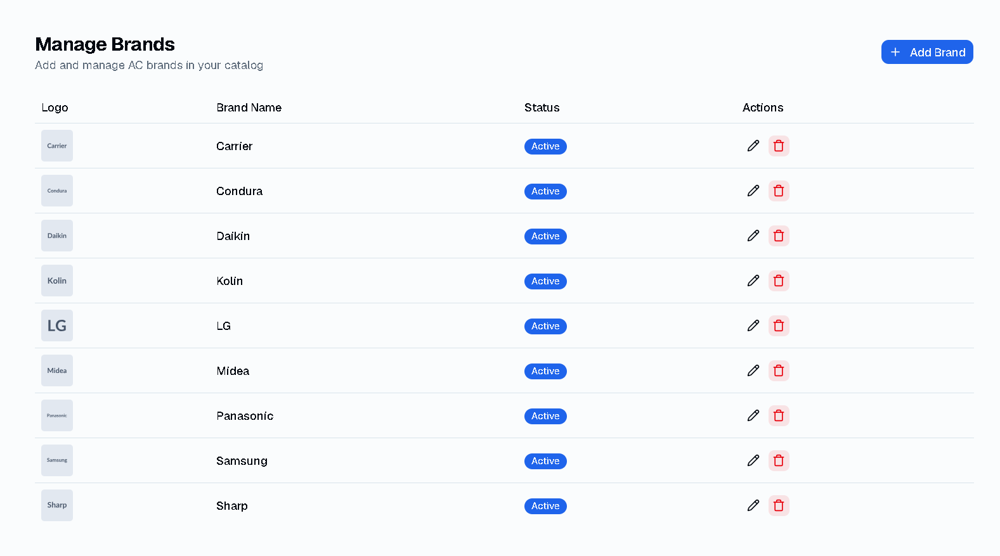 Manage Brands
Add and manage AC brands in your catalog
+ Add Brand
Logo Brand Name Status Actions
Carrier Carrier Active
Condura Condura Active
Daikin Daikin Active
Kolin Kolin Active
LG LG Active
Midea Midea Active
Panasonic Panasonic Active
Samsung Samsung Active
Sharp Sharp Active